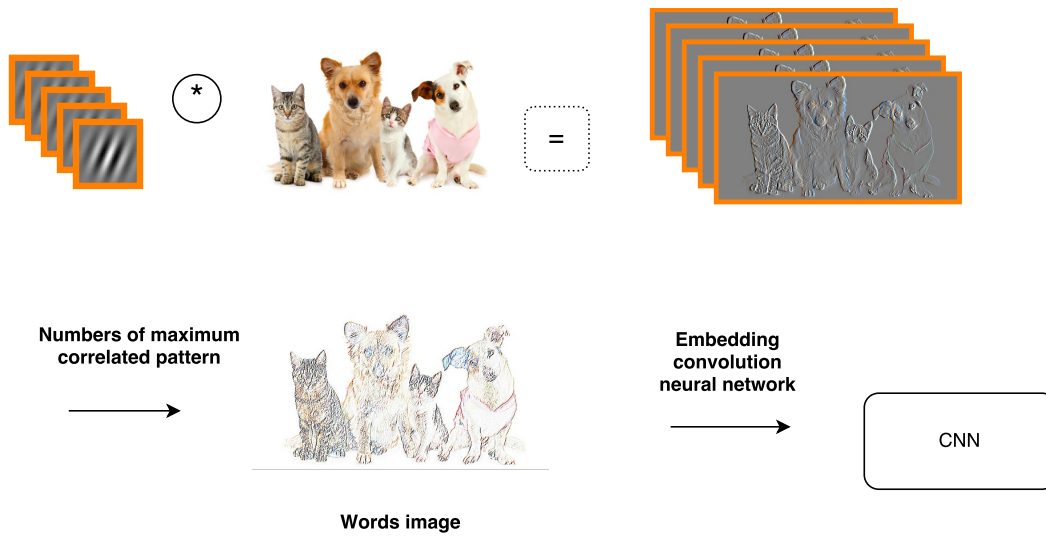 *
=
Numbers of maximum
correlated pattern
Embedding
convolution
neural network
CNN
Words image